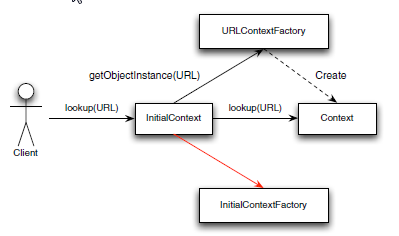 URLContextFactory
getObjectInstance(URL)
Create
lookup(URL)
InitialContext
lookup(URL)
Context
Client
InitialContextFactory